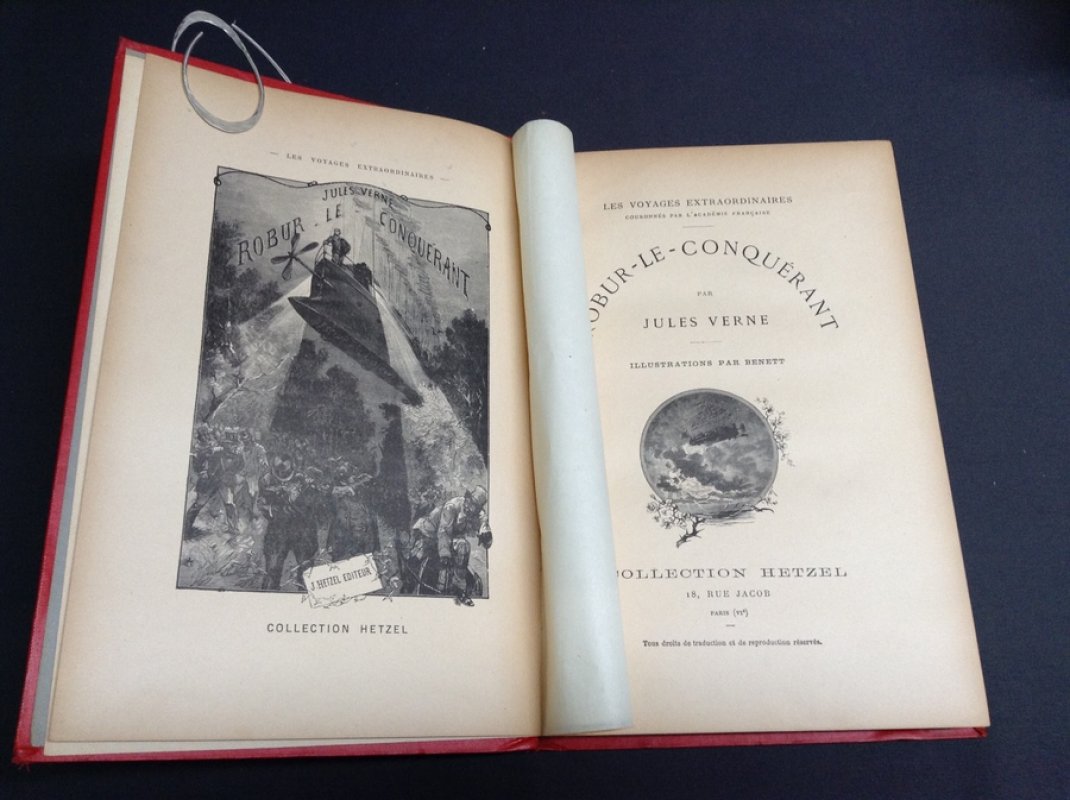 — LES VOYAGES EXTRAORDINAIRES —
JULES VERNE
ROBUR LE CONQUÉRANT
J. HETZEL EDITEUR
COLLECTION HETZEL
LES VOYAGES EXTRAORDINAIRES
COURONNÉS PAR L'ACADÉMIE FRANÇAISE
OBUR-LE-CONQUÉRANT
PAR
JULES VERNE
ILLUSTRATIONS PAR BENETT
COLLECTION HETZEL
18, RUE JACOB
PARIS (VIe)
Tous droits de traduction et de reproduction réservés.